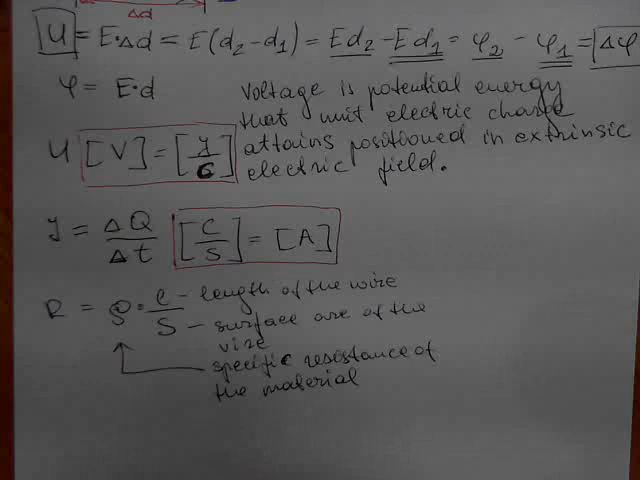 Δd
U = E·Δd = E(d₂ - d₁) = Ed₂ - Ed₁ = φ₂ - φ₁ = Δφ
φ = E·d
Voltage is potential energy
that unit electric charge
attains positioned in extrinsic
electric field.
U [V] = [J/C]
J = ΔQ/Δt [C/S] = [A]
R = ρ · l/S
- length of the wire
- surface are of the
wire
specific resistance of
the material